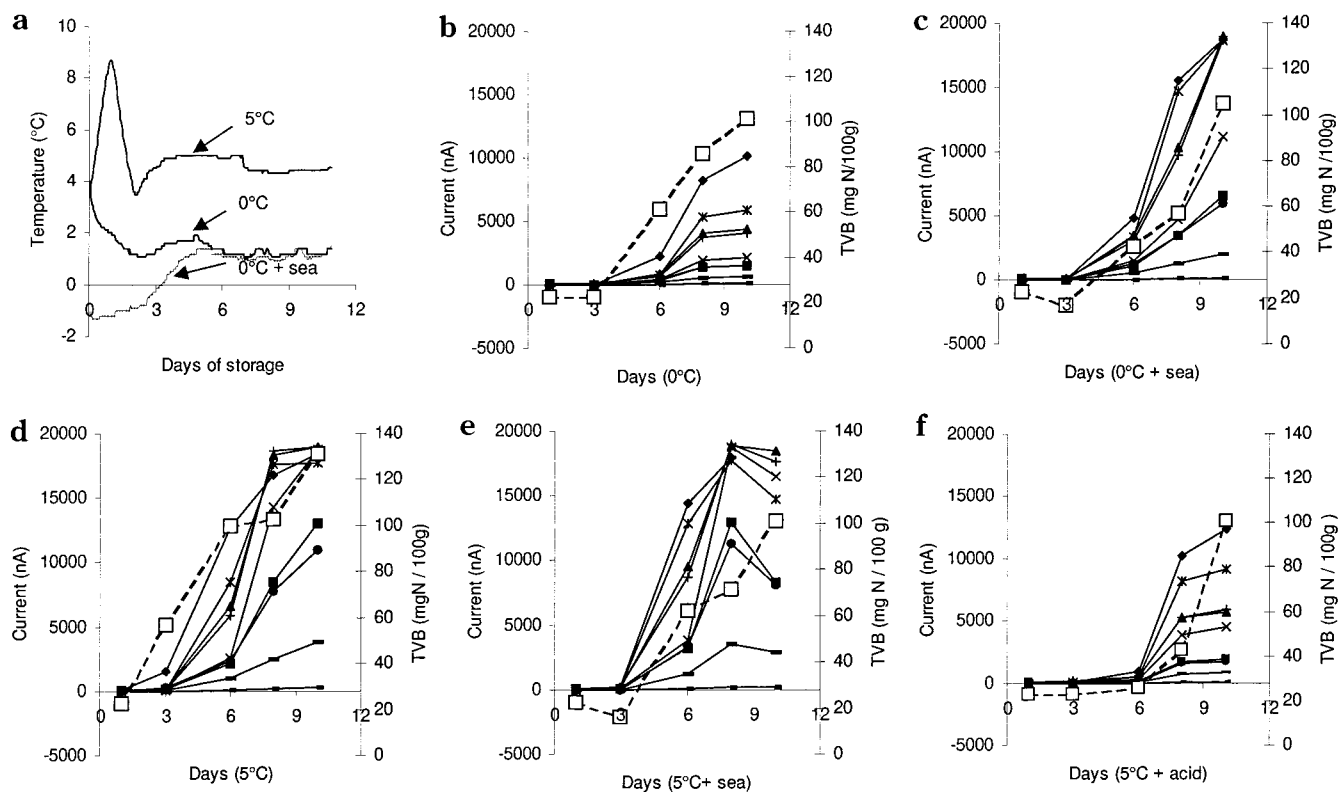 a
10
8
6
4
2
0
-2
Temperature (°C)
5°C
0°C
0°C + sea
0 3 6 9 12
Days of storage
b
20000
15000
10000
5000
0
-5000
Current (nA)
140
120
100
80
60
40
20
0
TVB (mg N/100g)
0 3 6 9 12
Days (0°C)
c
20000
15000
10000
5000
0
-5000
Current (nA)
140
120
100
80
60
40
20
0
TVB (mg N /100g)
0 3 6 9 12
Days (0°C + sea)
d
20000
15000
10000
5000
0
-5000
Current (nA)
140
120
100
80
60
40
20
0
TVB (mgN / 100g)
0 3 6 9 12
Days (5°C)
e
20000
15000
10000
5000
0
-5000
Current (nA)
140
120
100
80
60
40
20
0
TVB (mg N / 100 g)
0 3 6 9 12
Days (5°C+ sea)
f
20000
15000
10000
5000
0
-5000
Current (nA)
140
120
100
80
60
40
20
0
TVB (mg N / 100g )
0 3 6 9 12
Days (5°C + acid)